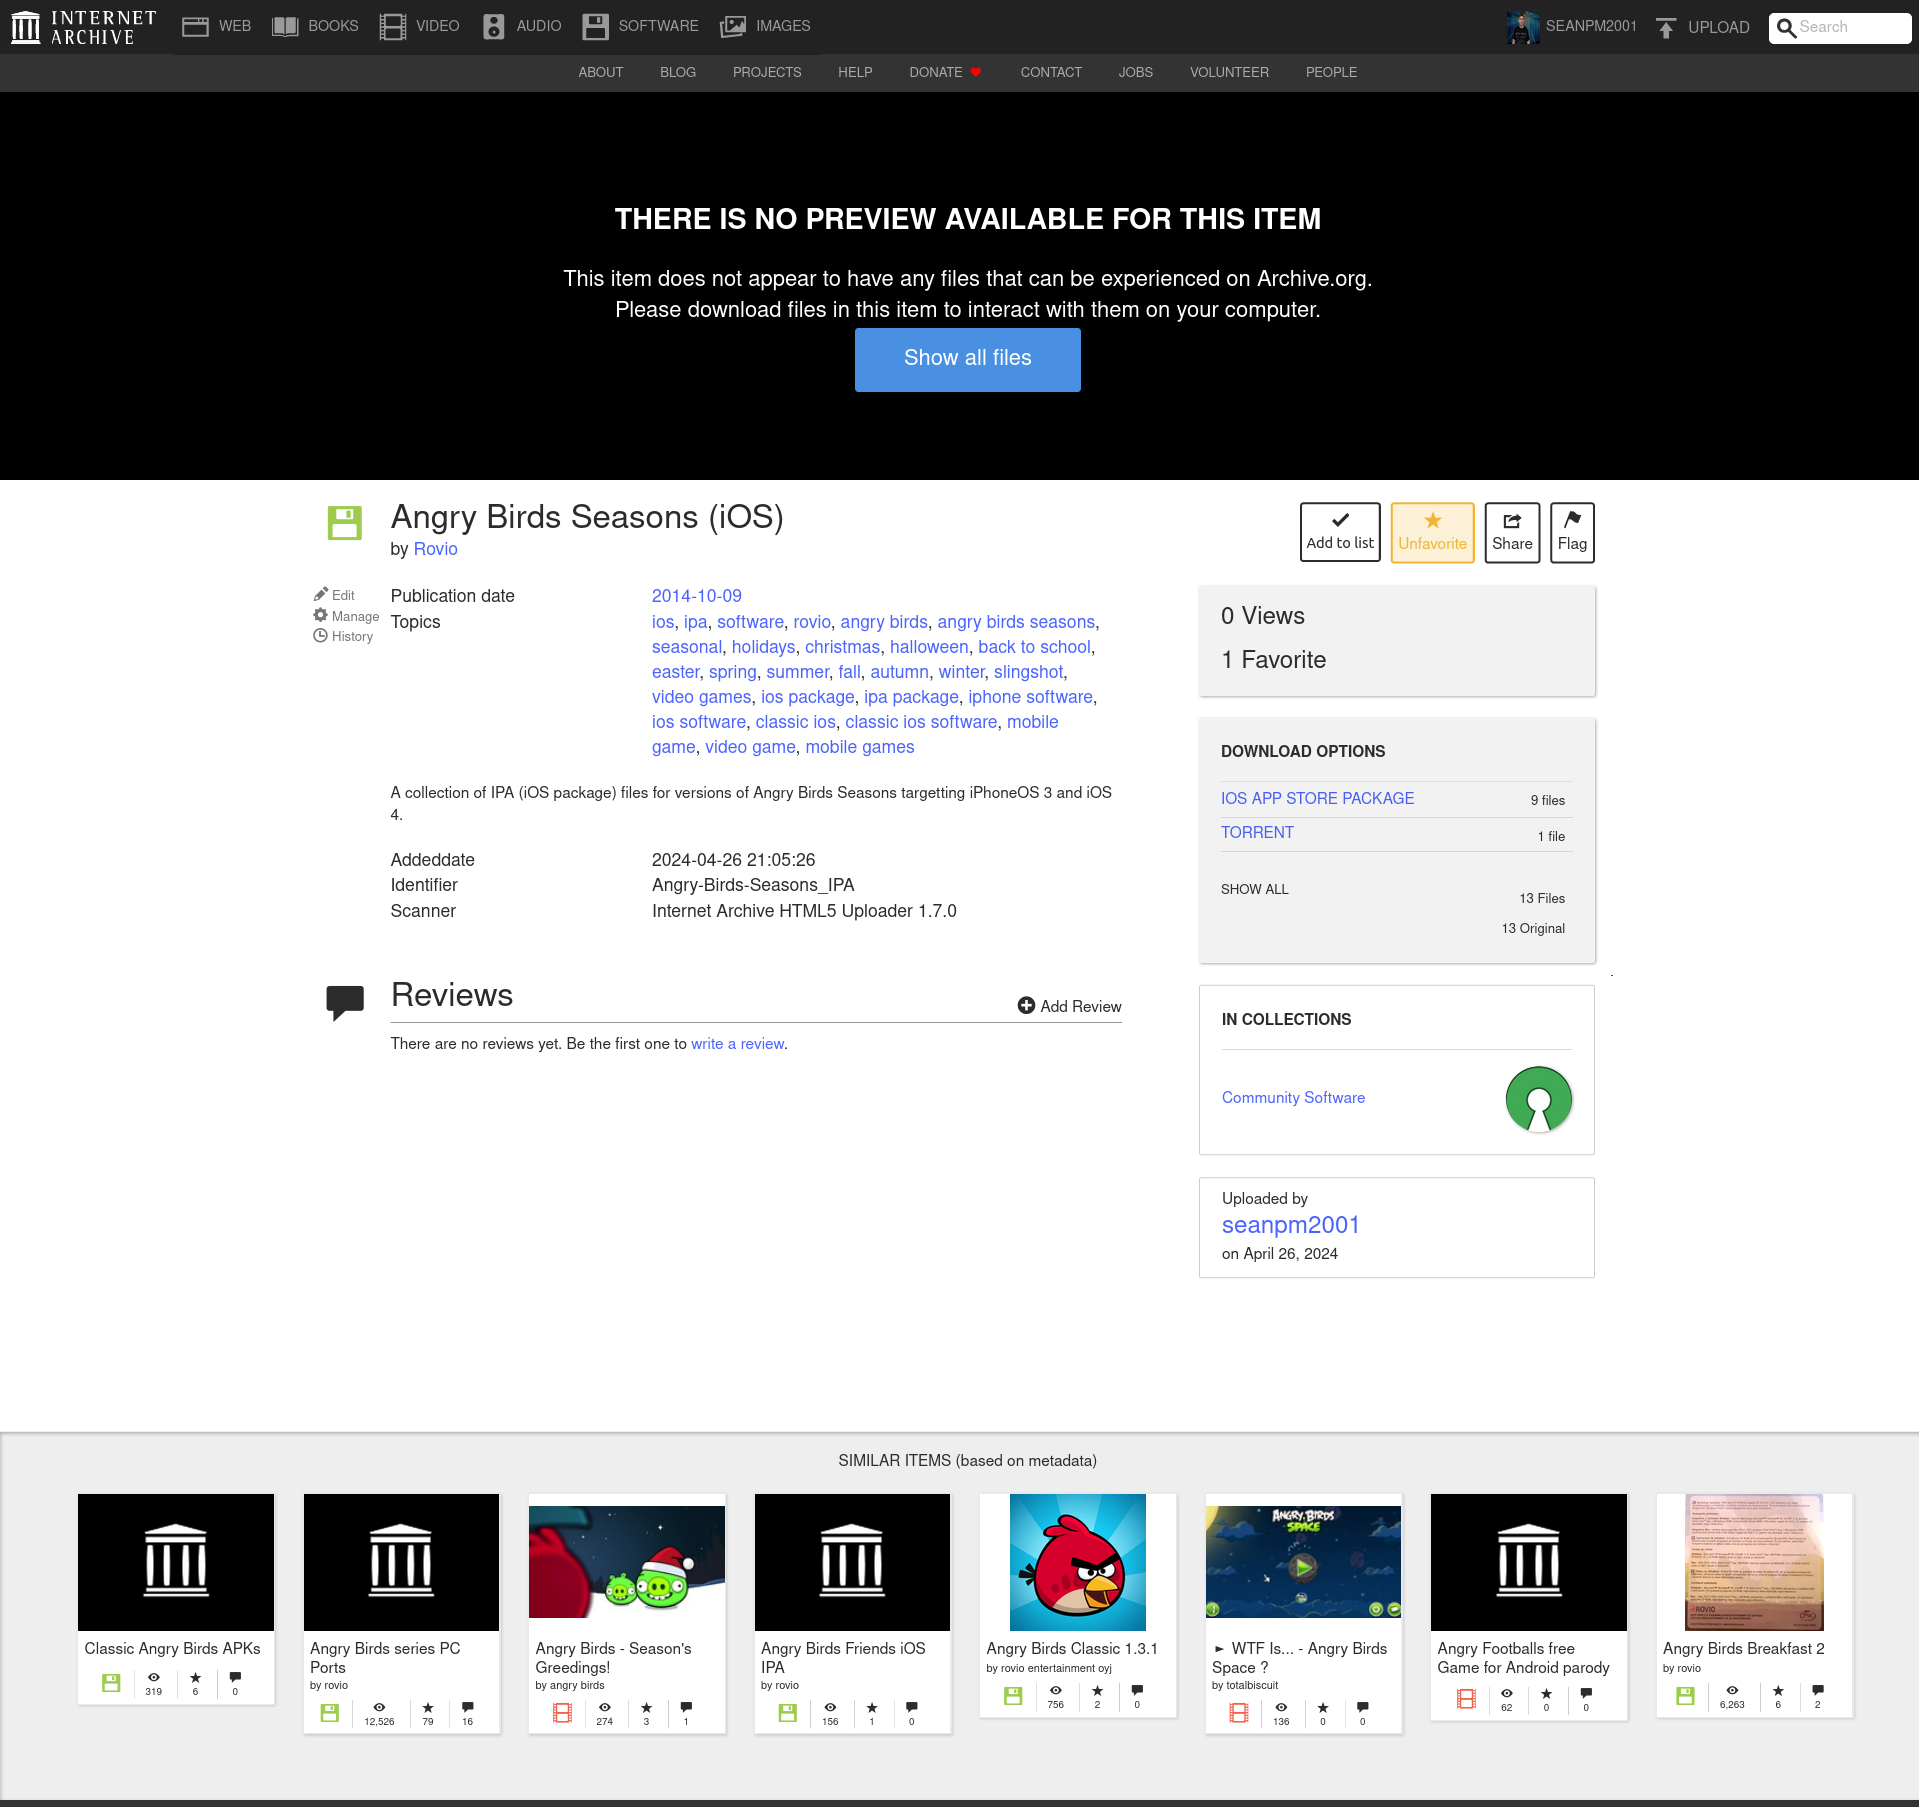 INTERNET ARCHIVE
WEB BOOKS VIDEO AUDIO SOFTWARE IMAGES
SEANPM2001 UPLOAD Search
ABOUT BLOG PROJECTS HELP DONATE CONTACT JOBS VOLUNTEER PEOPLE
THERE IS NO PREVIEW AVAILABLE FOR THIS ITEM
This item does not appear to have any files that can be experienced on Archive.org.
Please download files in this item to interact with them on your computer.
Show all files
Angry Birds Seasons (iOS)
by Rovio
Add to list Unfavorite Share Flag
Edit
Manage
History
Publication date 2014-10-09
Topics ios, ipa, software, rovio, angry birds, angry birds seasons,
seasonal, holidays, christmas, halloween, back to school,
easter, spring, summer, fall, autumn, winter, slingshot,
video games, ios package, ipa package, iphone software,
ios software, classic ios, classic ios software, mobile
game, video game, mobile games
A collection of IPA (iOS package) files for versions of Angry Birds Seasons targetting iPhoneOS 3 and iOS
4.
Addeddate 2024-04-26 21:05:26
Identifier Angry-Birds-Seasons_IPA
Scanner Internet Archive HTML5 Uploader 1.7.0
Reviews
Add Review
There are no reviews yet. Be the first one to write a review.
0 Views
1 Favorite
DOWNLOAD OPTIONS
IOS APP STORE PACKAGE 9 files
TORRENT 1 file
SHOW ALL 13 Files
13 Original
IN COLLECTIONS
Community Software
Uploaded by
seanpm2001
on April 26, 2024
SIMILAR ITEMS (based on metadata)
Classic Angry Birds APKs
319 6 0
Angry Birds series PC
Ports
by rovio
12,526 79 16
Angry Birds - Season's
Greedings!
by angry birds
274 3 1
Angry Birds Friends iOS
IPA
by rovio
156 1 0
Angry Birds Classic 1.3.1
by rovio entertainment oyj
756 2 0
ANGRY BIRDS
SPACE
► WTF Is... - Angry Birds
Space ?
by totalbiscuit
136 0 0
Angry Footballs free
Game for Android parody
62 0 0
ROVIO
Angry Birds Breakfast 2
by rovio
6,263 6 2